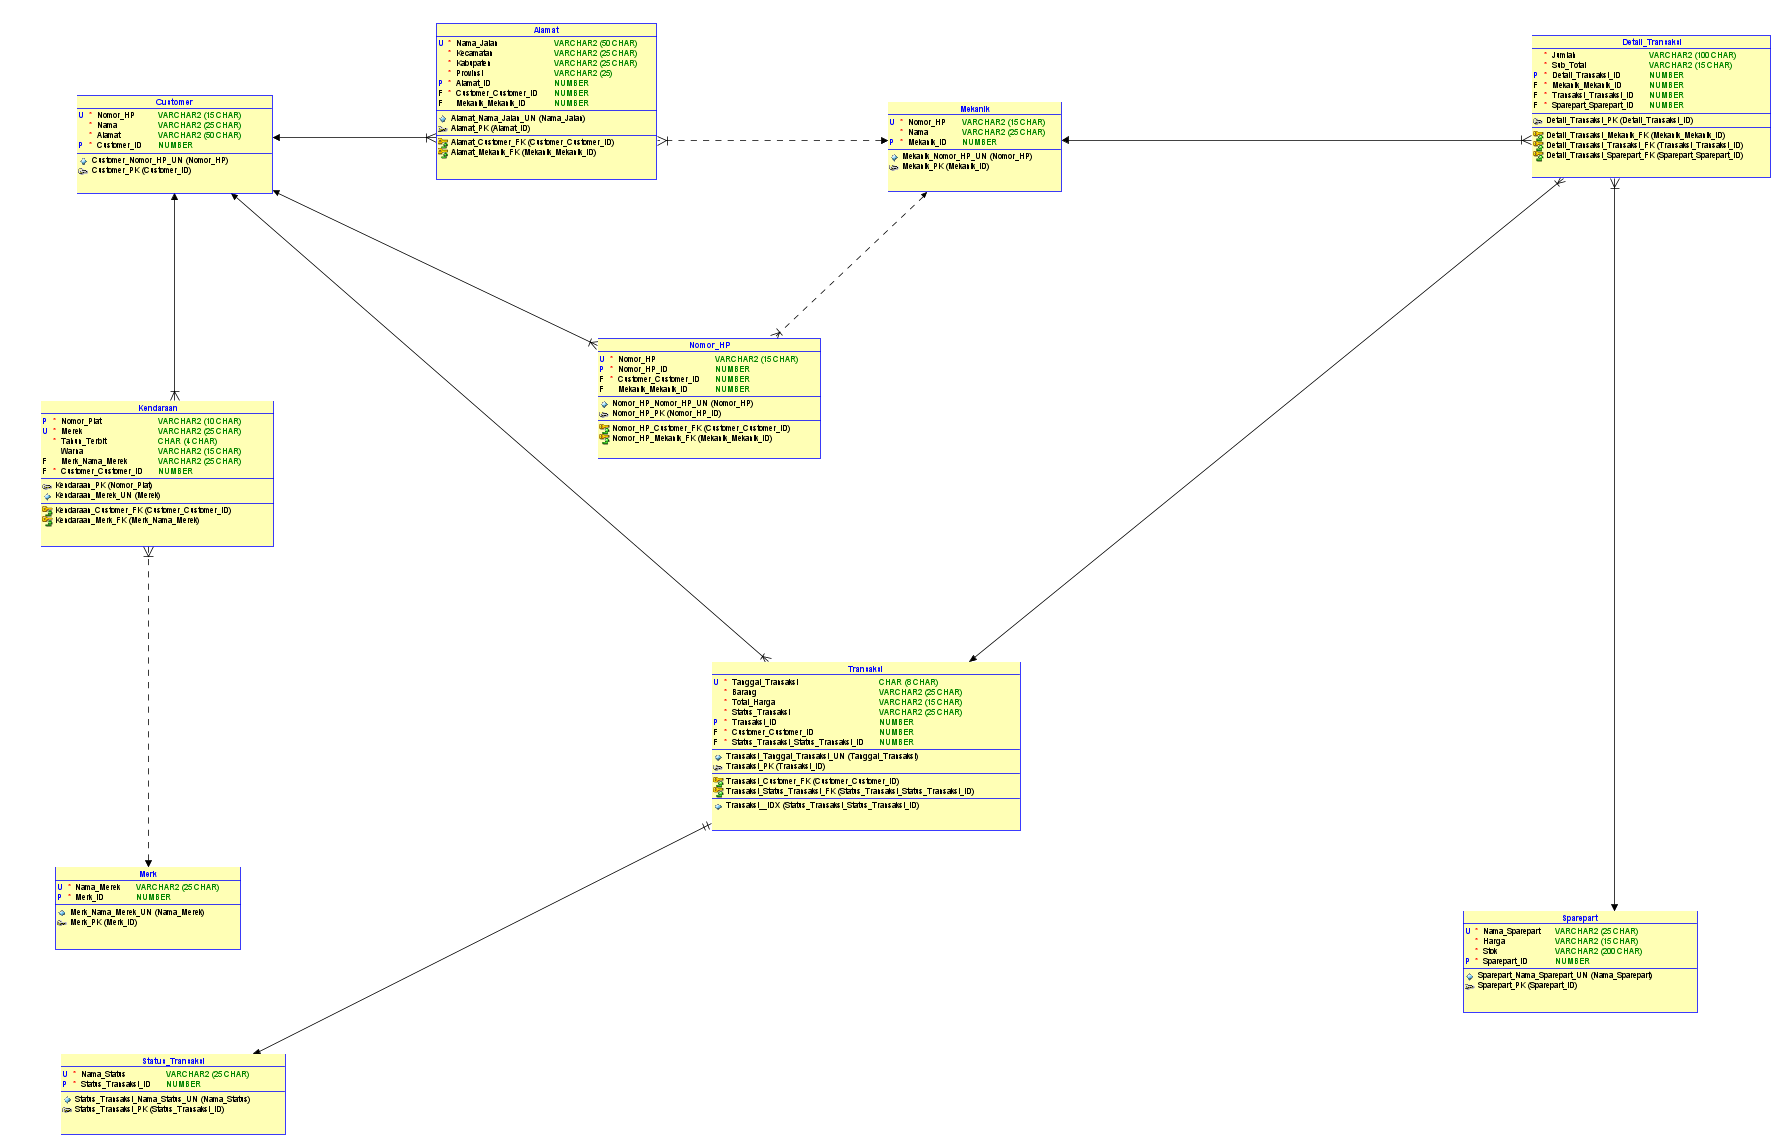 Alamat
U * Nama_Jalan VARCHAR2 (50 CHAR)
* Kecamatan VARCHAR2 (25 CHAR)
* Kabupaten VARCHAR2 (25 CHAR)
* Provinsi VARCHAR2 (25)
P * Alamat_ID NUMBER
F * Customer_Customer_ID NUMBER
F Mekanik_Mekanik_ID NUMBER
Alamat_Nama_Jalan_UN (Nama_Jalan)
Alamat_PK (Alamat_ID)
Alamat_Customer_FK (Customer_Customer_ID)
Alamat_Mekanik_FK (Mekanik_Mekanik_ID)
Detail_Transaksi
* Jumlah VARCHAR2 (100 CHAR)
* Sub_Total VARCHAR2 (15 CHAR)
P * Detail_Transaksi_ID NUMBER
F * Mekanik_Mekanik_ID NUMBER
F * Transaksi_Transaksi_ID NUMBER
F * Sparepart_Sparepart_ID NUMBER
Detail_Transaksi_PK (Detail_Transaksi_ID)
Detail_Transaksi_Mekanik_FK (Mekanik_Mekanik_ID)
Detail_Transaksi_Transaksi_FK (Transaksi_Transaksi_ID)
Detail_Transaksi_Sparepart_FK (Sparepart_Sparepart_ID)
Customer
U * Nomor_HP VARCHAR2 (15 CHAR)
* Nama VARCHAR2 (25 CHAR)
* Alamat VARCHAR2 (50 CHAR)
P * Customer_ID NUMBER
Customer_Nomor_HP_UN (Nomor_HP)
Customer_PK (Customer_ID)
Mekanik
U * Nomor_HP VARCHAR2 (15 CHAR)
* Nama VARCHAR2 (25 CHAR)
P * Mekanik_ID NUMBER
Mekanik_Nomor_HP_UN (Nomor_HP)
Mekanik_PK (Mekanik_ID)
Nomor_HP
U * Nomor_HP VARCHAR2 (15 CHAR)
P * Nomor_HP_ID NUMBER
F * Customer_Customer_ID NUMBER
F Mekanik_Mekanik_ID NUMBER
Nomor_HP_Nomor_HP_UN (Nomor_HP)
Nomor_HP_PK (Nomor_HP_ID)
Nomor_HP_Customer_FK (Customer_Customer_ID)
Nomor_HP_Mekanik_FK (Mekanik_Mekanik_ID)
Kendaraan
P * Nomor_Plat VARCHAR2 (10 CHAR)
U * Merek VARCHAR2 (25 CHAR)
* Tahun_Terbit CHAR (4 CHAR)
Warna VARCHAR2 (15 CHAR)
F Merk_Nama_Merek VARCHAR2 (25 CHAR)
F * Customer_Customer_ID NUMBER
Kendaraan_PK (Nomor_Plat)
Kendaraan_Merek_UN (Merek)
Kendaraan_Customer_FK (Customer_Customer_ID)
Kendaraan_Merk_FK (Merk_Nama_Merek)
Transaksi
U * Tanggal_Transaksi CHAR (8 CHAR)
* Barang VARCHAR2 (25 CHAR)
* Total_Harga VARCHAR2 (15 CHAR)
* Status_Transaksi VARCHAR2 (25 CHAR)
P * Transaksi_ID NUMBER
F * Customer_Customer_ID NUMBER
F * Status_Transaksi_Status_Transaksi_ID NUMBER
Transaksi_Tanggal_Transaksi_UN (Tanggal_Transaksi)
Transaksi_PK (Transaksi_ID)
Transaksi_Customer_FK (Customer_Customer_ID)
Transaksi_Status_Transaksi_FK (Status_Transaksi_Status_Transaksi_ID)
Transaksi__IDX (Status_Transaksi_Status_Transaksi_ID)
Merk
U * Nama_Merek VARCHAR2 (25 CHAR)
P * Merk_ID NUMBER
Merk_Nama_Merek_UN (Nama_Merek)
Merk_PK (Merk_ID)
Sparepart
U * Nama_Sparepart VARCHAR2 (25 CHAR)
* Harga VARCHAR2 (15 CHAR)
* Stok VARCHAR2 (200 CHAR)
P * Sparepart_ID NUMBER
Sparepart_Nama_Sparepart_UN (Nama_Sparepart)
Sparepart_PK (Sparepart_ID)
Status_Transaksi
U * Nama_Status VARCHAR2 (25 CHAR)
P * Status_Transaksi_ID NUMBER
Status_Transaksi_Nama_Status_UN (Nama_Status)
Status_Transaksi_PK (Status_Transaksi_ID)